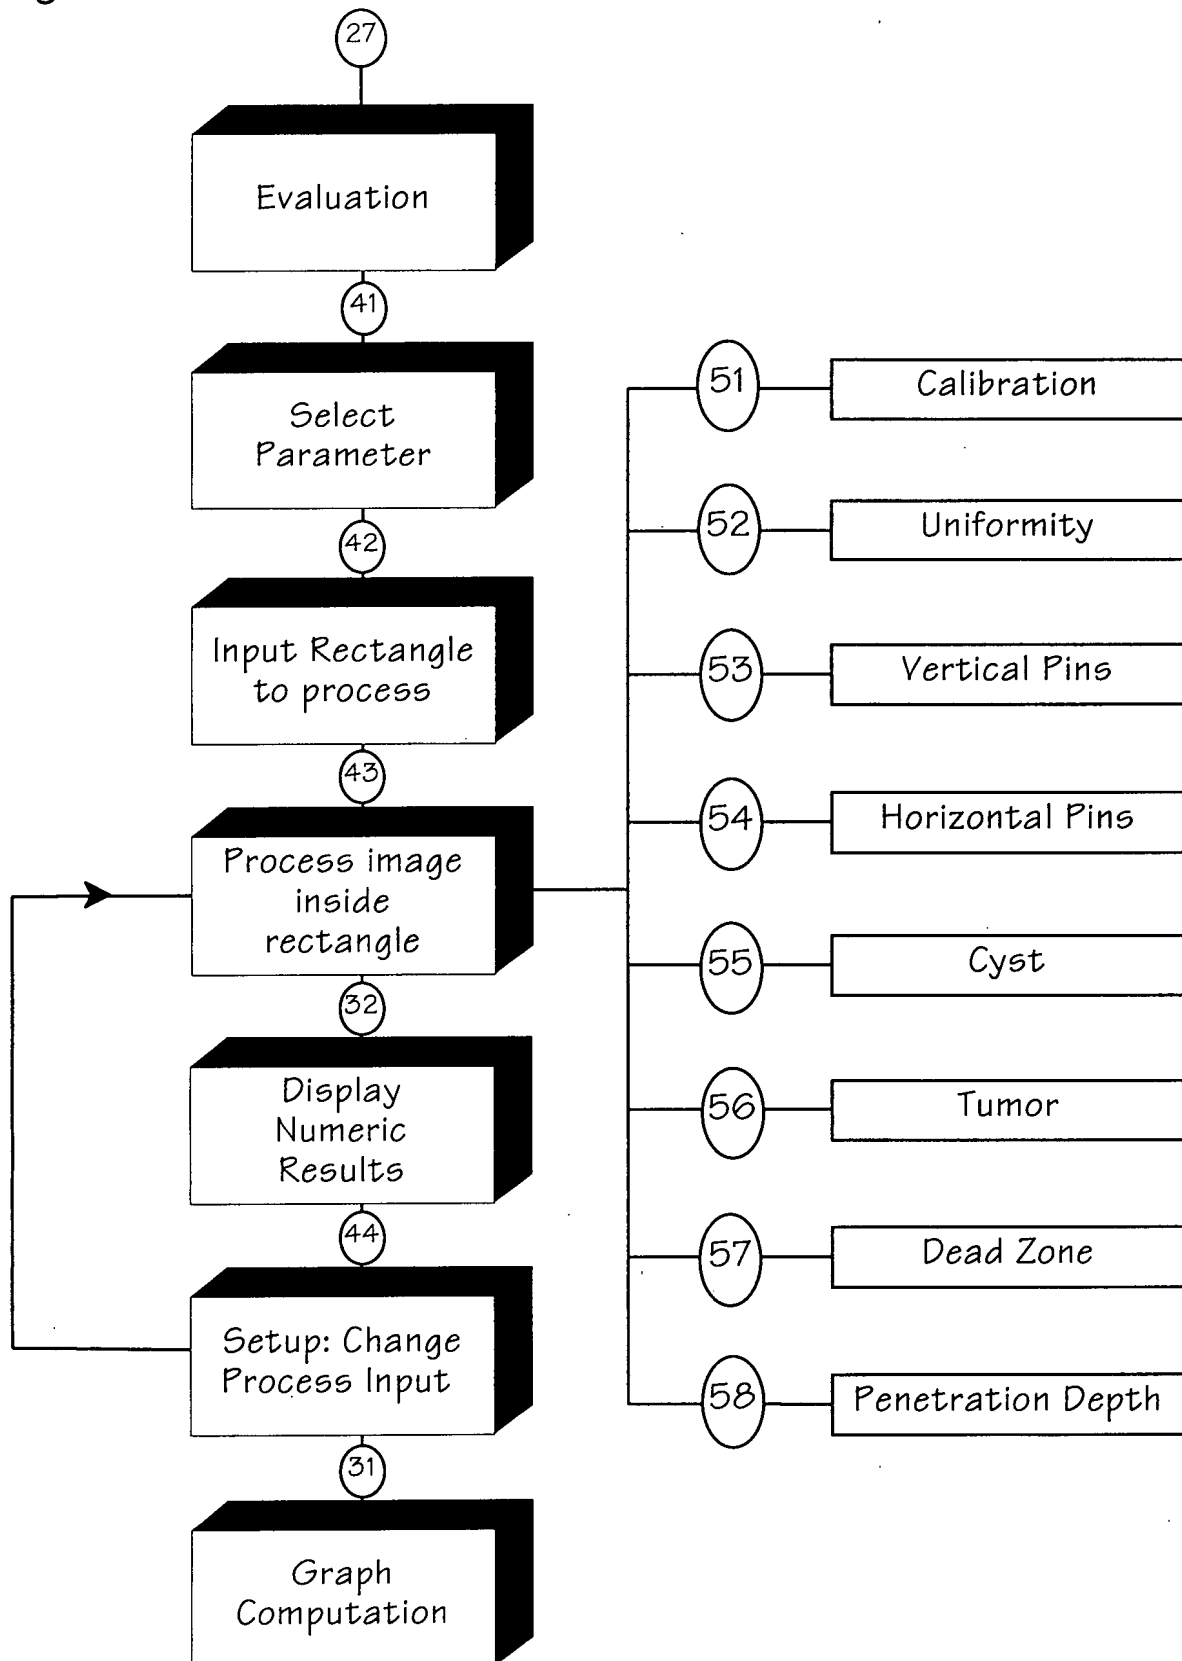 27
Evaluation
41
Select
Parameter
42
Input Rectangle
to process
43
Process image
inside
rectangle
32
Display
Numeric
Results
44
Setup: Change
Process Input
31
Graph
Computation
51
Calibration
52
Uniformity
53
Vertical Pins
54
Horizontal Pins
55
Cyst
56
Tumor
57
Dead Zone
58
Penetration Depth